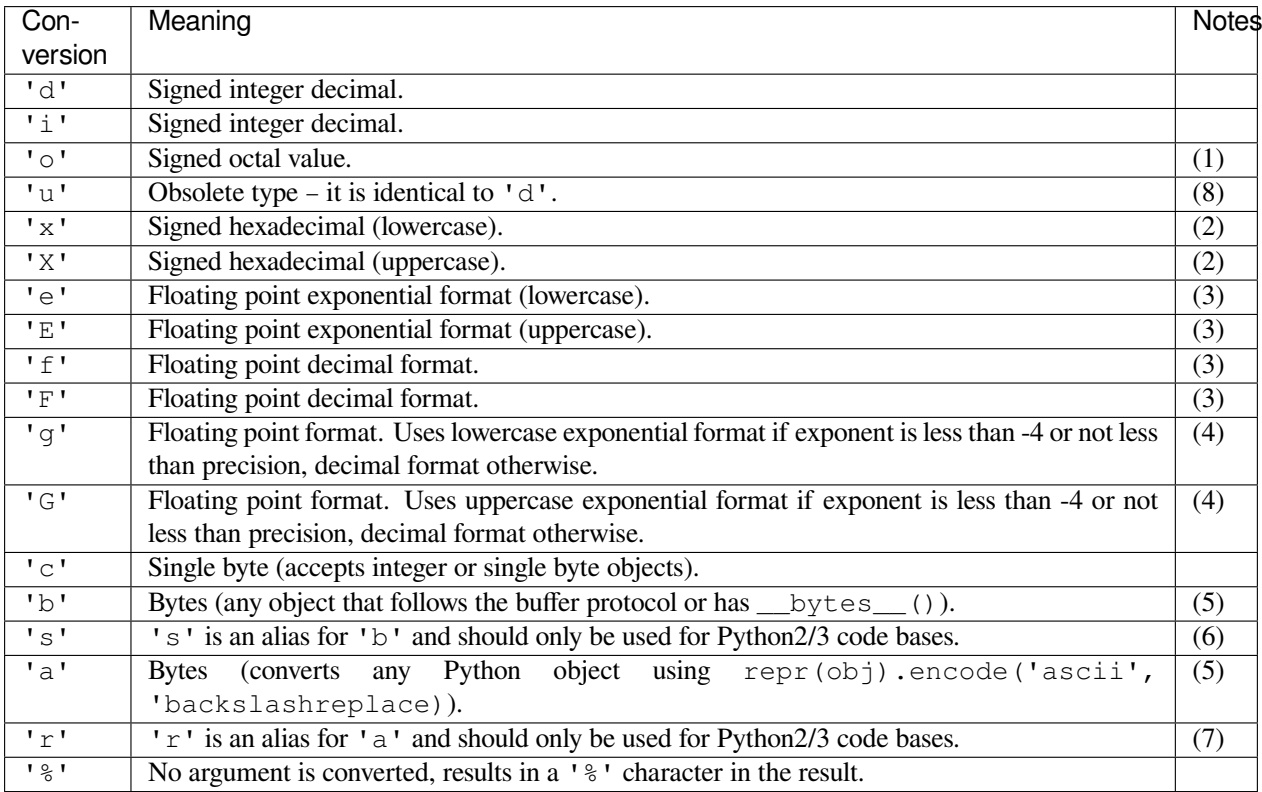 Con- Meaning Notes
version
'd' Signed integer decimal.
'i' Signed integer decimal.
'o' Signed octal value. (1)
'u' Obsolete type – it is identical to 'd'. (8)
'x' Signed hexadecimal (lowercase). (2)
'X' Signed hexadecimal (uppercase). (2)
'e' Floating point exponential format (lowercase). (3)
'E' Floating point exponential format (uppercase). (3)
'f' Floating point decimal format. (3)
'F' Floating point decimal format. (3)
'g' Floating point format. Uses lowercase exponential format if exponent is less than -4 or not less (4)
than precision, decimal format otherwise.
'G' Floating point format. Uses uppercase exponential format if exponent is less than -4 or not (4)
less than precision, decimal format otherwise.
'c' Single byte (accepts integer or single byte objects).
'b' Bytes (any object that follows the buffer protocol or has __bytes__()). (5)
's' 's' is an alias for 'b' and should only be used for Python2/3 code bases. (6)
'a' Bytes (converts any Python object using repr(obj).encode('ascii', (5)
'backslashreplace)).
'r' 'r' is an alias for 'a' and should only be used for Python2/3 code bases. (7)
'%' No argument is converted, results in a '%' character in the result.